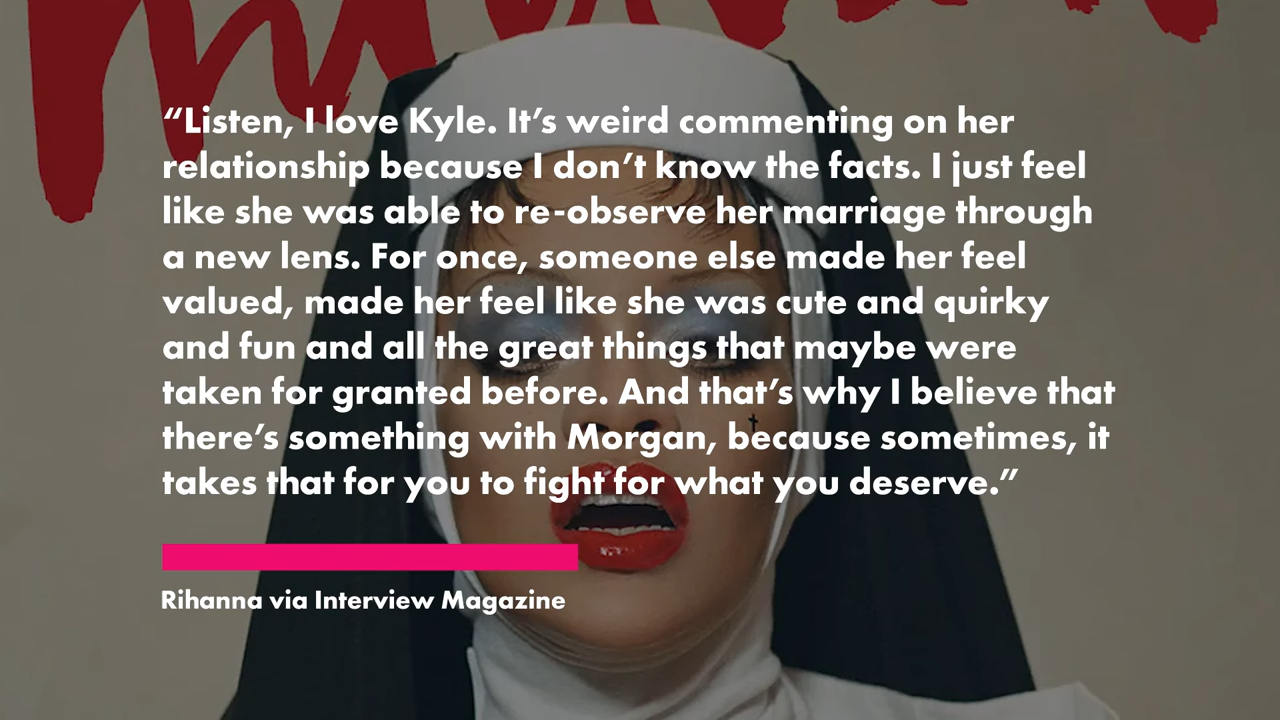 “Listen, I love Kyle. It’s weird commenting on her
relationship because I don’t know the facts. I just feel
like she was able to re-observe her marriage through
a new lens. For once, someone else made her feel
valued, made her feel like she was cute and quirky
and fun and all the great things that maybe were
taken for granted before. And that’s why I believe that
there’s something with Morgan, because sometimes, it
takes that for you to fight for what you deserve.”
Rihanna via Interview Magazine